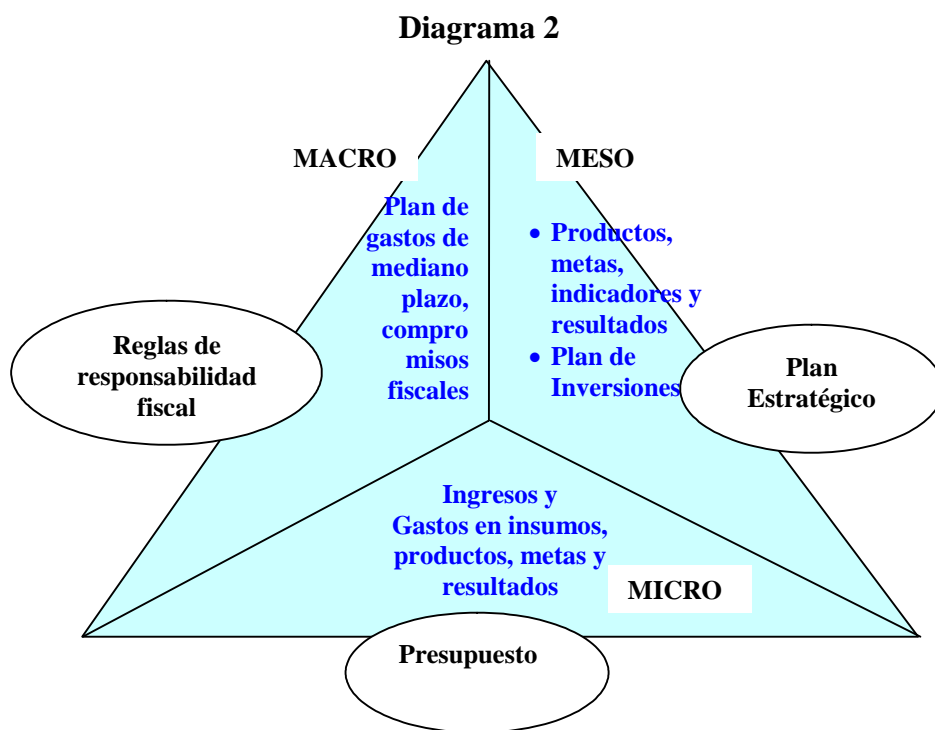 Diagrama 2
MACRO
MESO
Plan de
gastos de
mediano
plazo,
compro
misos
fiscales
• Productos,
metas,
indicadores y
resultados
• Plan de
Inversiones
Reglas de
responsabilidad
fiscal
Plan
Estratégico
Ingresos y
Gastos en insumos,
productos, metas y
resultados
MICRO
Presupuesto